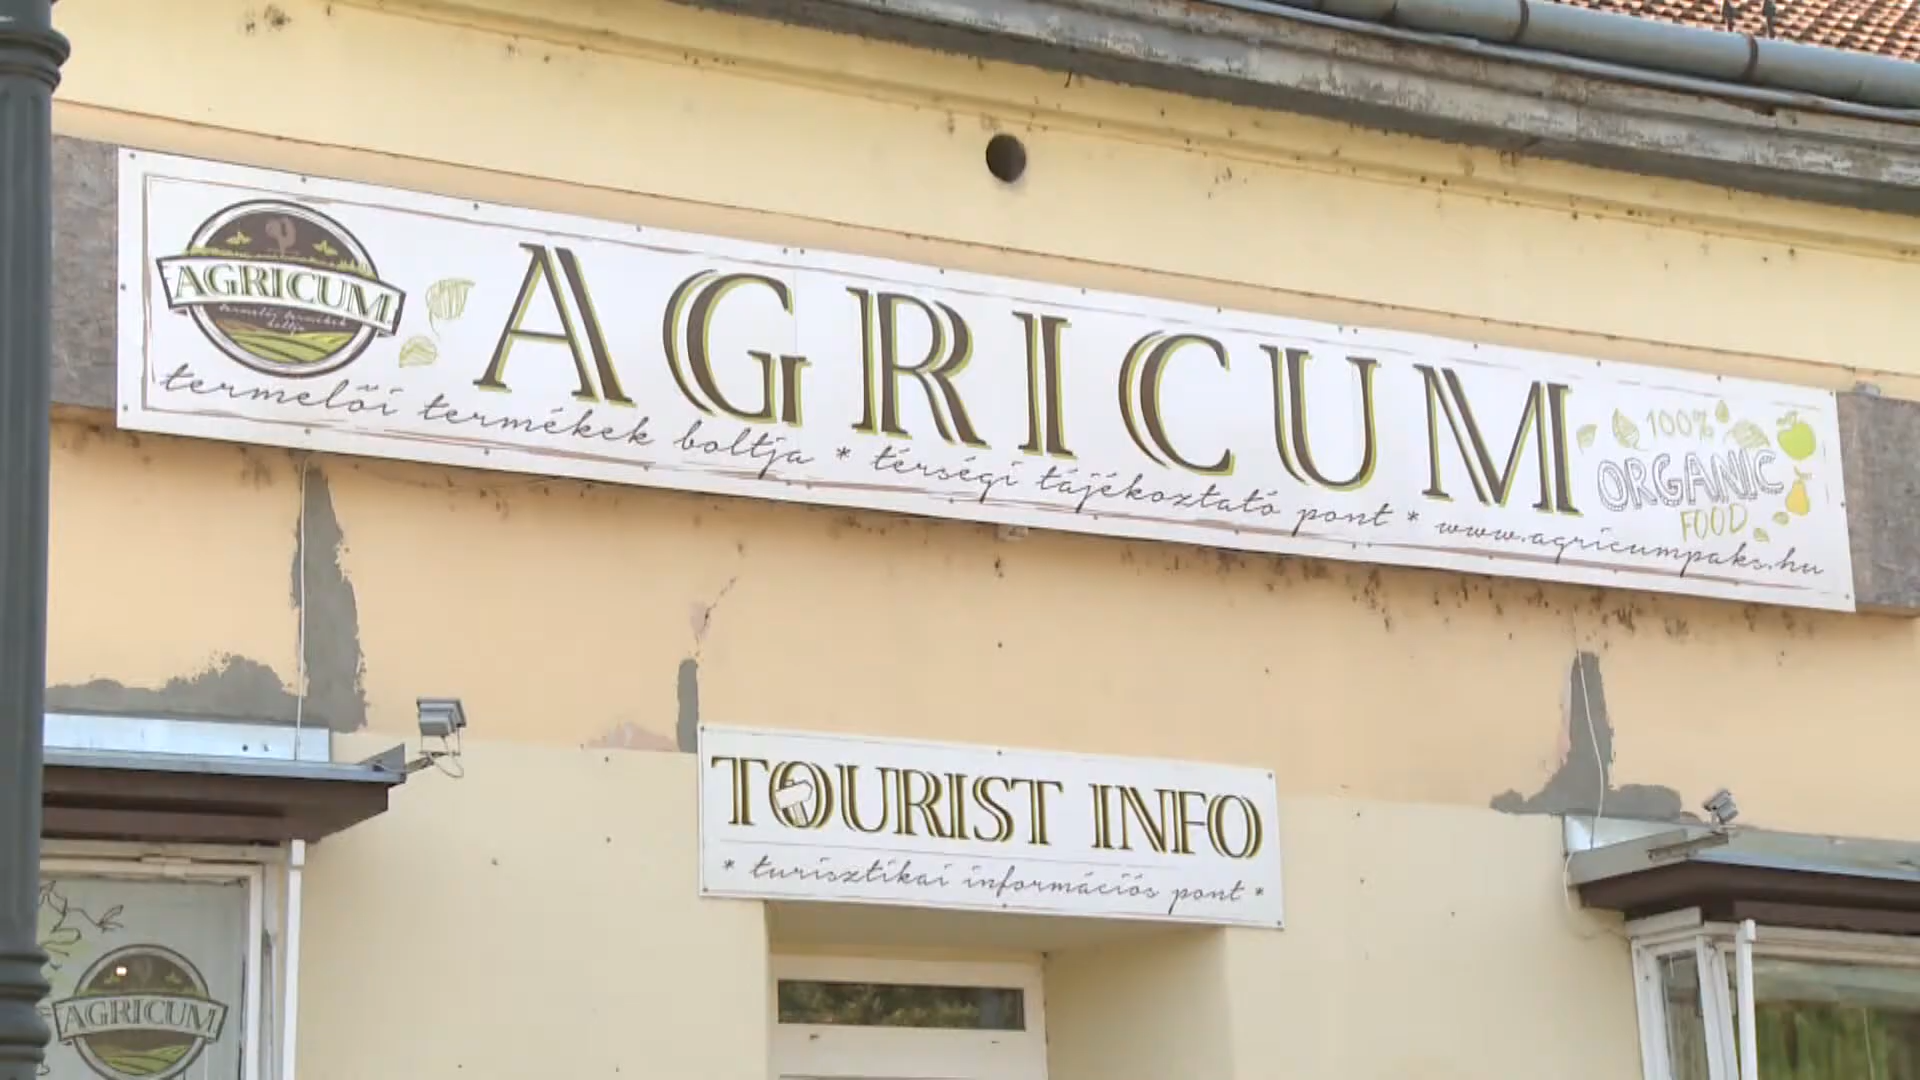 AGRICUM
termelői termékek
boltja
AGRICUM
100%
ORGANIC
FOOD
termelői termékek boltja * térségi tájékoztató pont * www.agricumpaks.hu
TOURIST INFO
* turisztikai információs pont *
AGRICUM